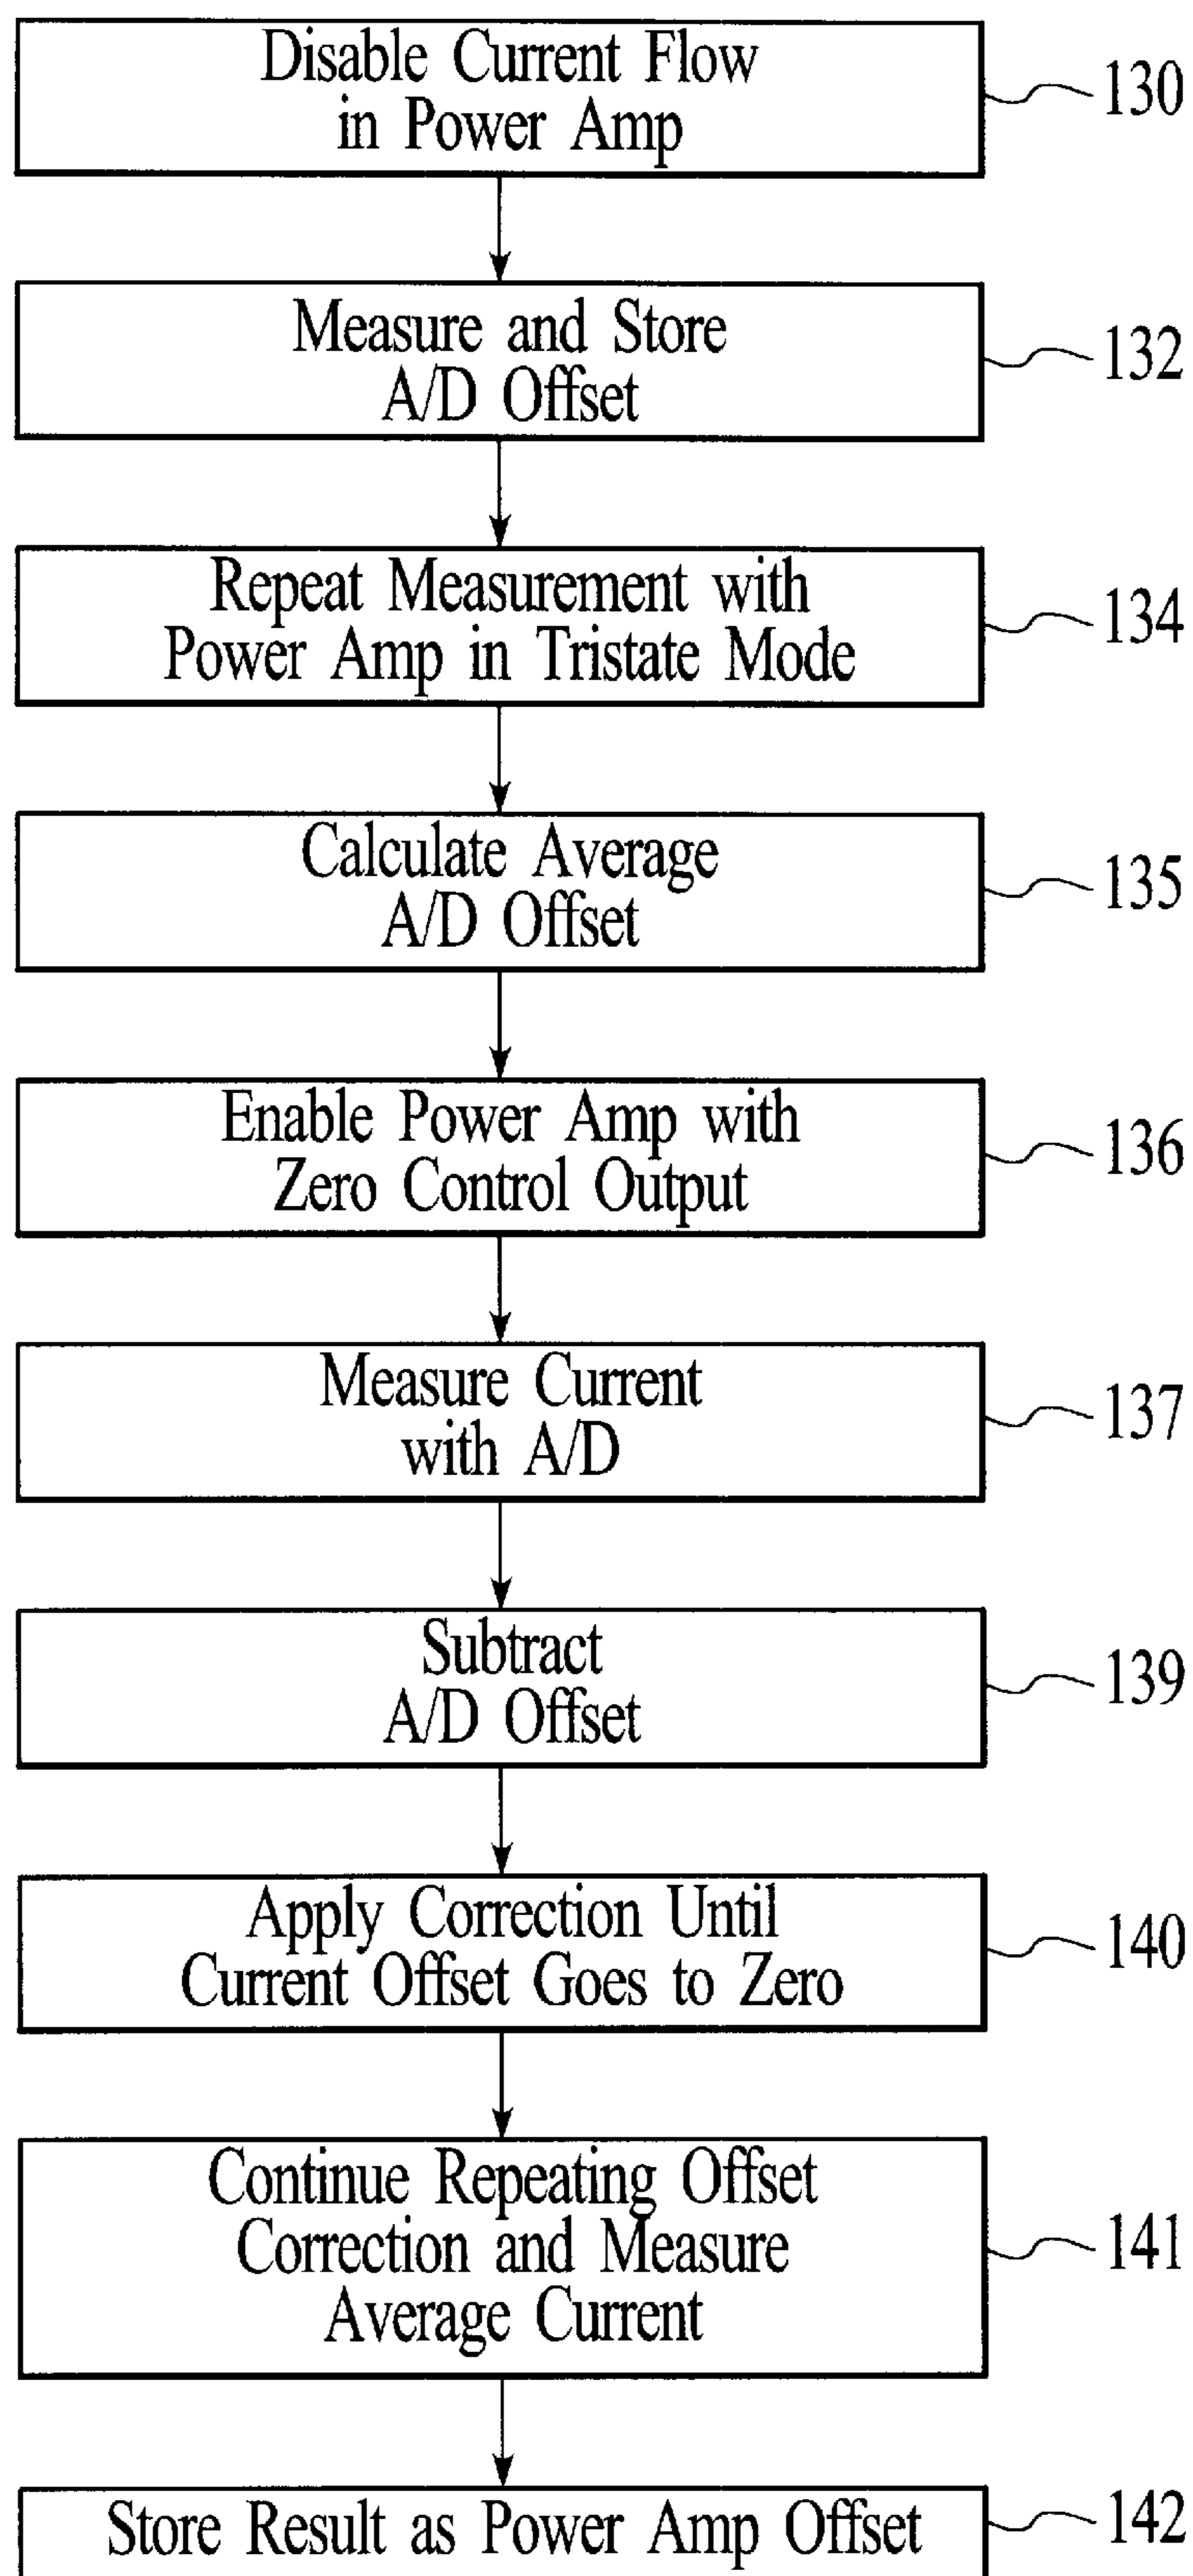 Disable Current Flow
in Power Amp
130
Measure and Store
A/D Offset
132
Repeat Measurement with
Power Amp in Tristate Mode
134
Calculate Average
A/D Offset
135
Enable Power Amp with
Zero Control Output
136
Measure Current
with A/D
137
Subtract
A/D Offset
139
Apply Correction Until
Current Offset Goes to Zero
140
Continue Repeating Offset
Correction and Measure
Average Current
141
Store Result as Power Amp Offset
142